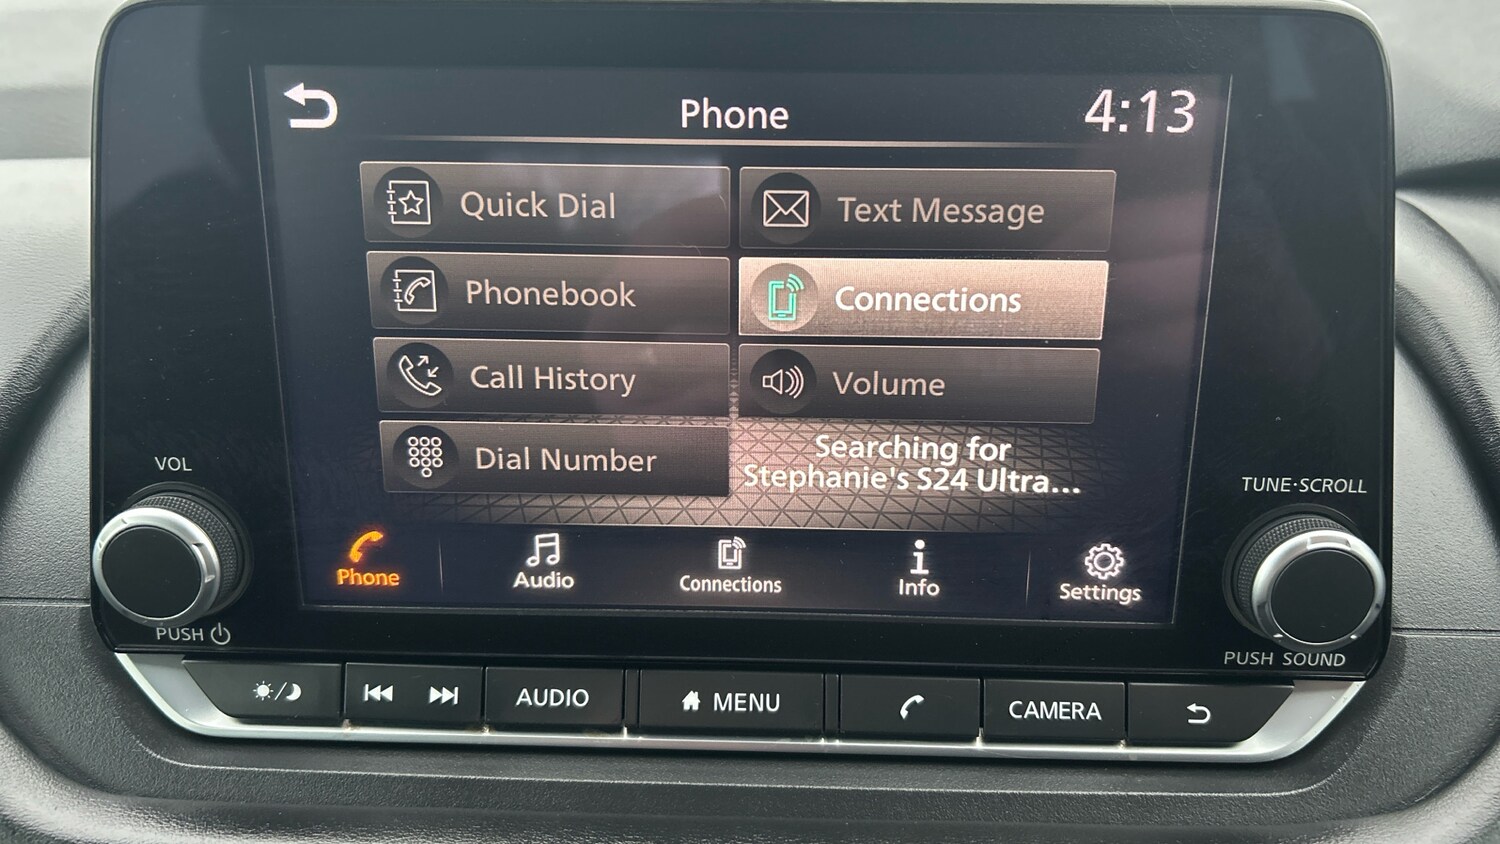 Phone
4:13
Quick Dial
Text Message
Phonebook
Connections
Call History
Volume
Dial Number
Searching for
Stephanie's S24 Ultra...
Phone
Audio
Connections
Info
Settings
VOL
PUSH
TUNE·SCROLL
PUSH SOUND
AUDIO
MENU
CAMERA